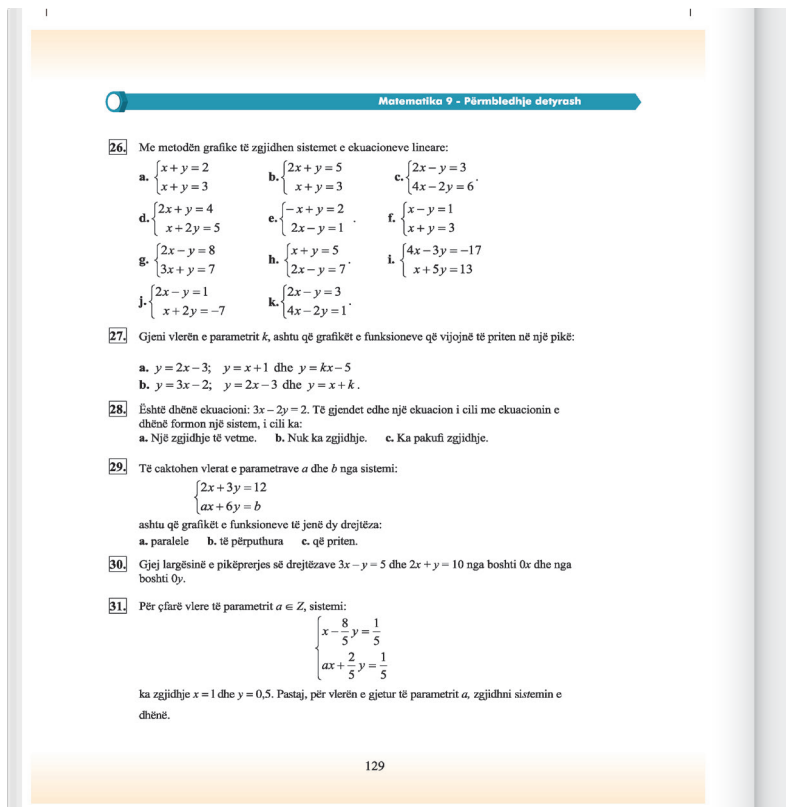 Matematika 9 - Përmbledhje detyrash
26. Me metodën grafike të zgjidhen sistemet e ekuacioneve lineare:
a. {x + y = 2 b. {2x + y = 5 c. {2x − y = 3
x + y = 3 x + y = 3 4x − 2y = 6.
d. {2x + y = 4 e. {−x + y = 2 f. {x − y = 1
x + 2y = 5 2x − y = 1. x + y = 3
g. {2x − y = 8 h. {x + y = 5 i. {4x − 3y = −17
3x + y = 7 2x − y = 7. x + 5y = 13
j. {2x − y = 1 k. {2x − y = 3
x + 2y = −7 4x − 2y = 1.
27. Gjeni vlerën e parametrit k, ashtu që grafikët e funksioneve që vijojnë të priten në një pikë:
a. y = 2x − 3; y = x + 1 dhe y = kx − 5
b. y = 3x − 2; y = 2x − 3 dhe y = x + k.
28. Është dhënë ekuacioni: 3x – 2y = 2. Të gjendet edhe një ekuacion i cili me ekuacionin e
dhënë formon një sistem, i cili ka:
a. Një zgjidhje të vetme. b. Nuk ka zgjidhje. c. Ka pakufi zgjidhje.
29. Të caktohen vlerat e parametrave a dhe b nga sistemi:
{2x + 3y = 12
ax + 6y = b
ashtu që grafikët e funksioneve të jenë dy drejtëza:
a. paralele b. të përputhura c. që priten.
30. Gjej largësinë e pikëprerjes së drejtëzave 3x – y = 5 dhe 2x + y = 10 nga boshti 0x dhe nga
boshti 0y.
31. Për çfarë vlere të parametrit a ∈ Z, sistemi:
{x − 8/5 y = 1/5
ax + 2/5 y = 1/5
ka zgjidhje x = 1 dhe y = 0,5. Pastaj, për vlerën e gjetur të parametrit a, zgjidhni sistemin e
dhënë.
129